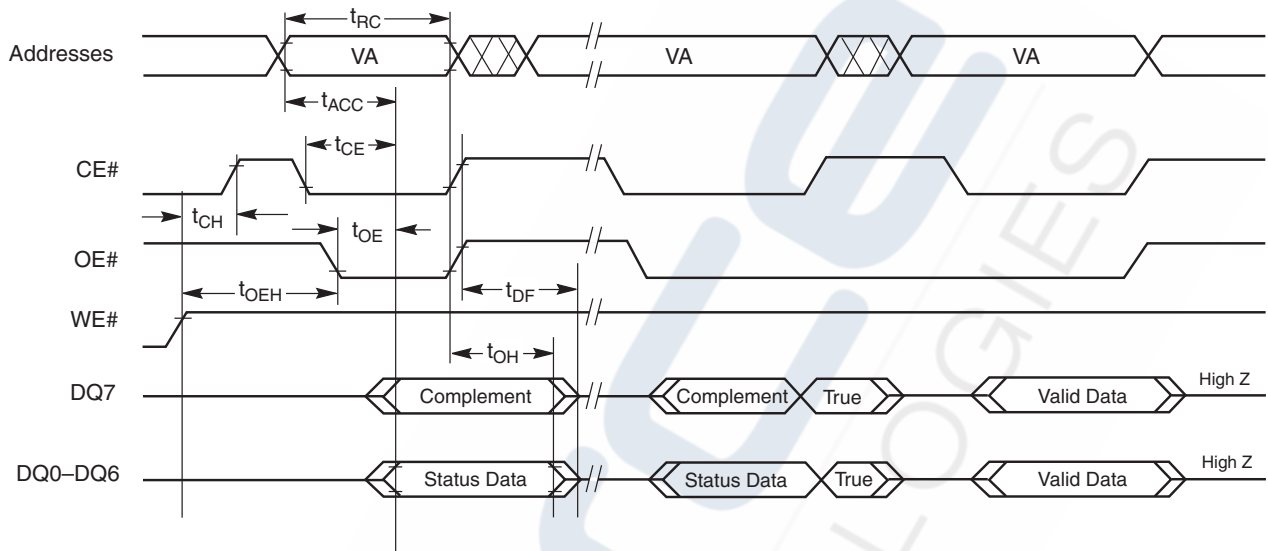 tRC
Addresses VA VA VA
tACC
tCE
CE#
tCH tOE
OE#
tOEH tDF
WE#
tOH
DQ7 Complement Complement True Valid Data High Z
DQ0–DQ6 Status Data Status Data True Valid Data High Z
LOGIES